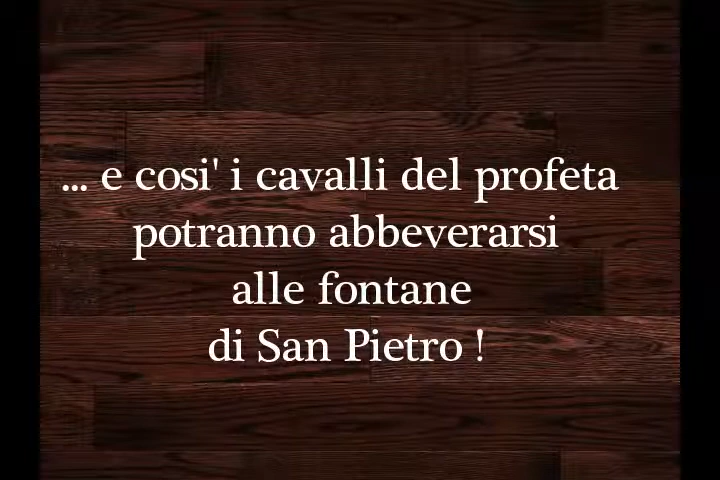 ... e cosi' i cavalli del profeta
potranno abbeverarsi
alle fontane
di San Pietro !